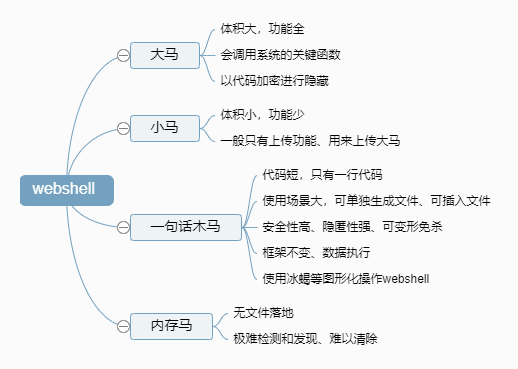 webshell
大马
体积大，功能全
会调用系统的关键函数
以代码加密进行隐藏
小马
体积小，功能少
一般只有上传功能、用来上传大马
一句话木马
代码短，只有一行代码
使用场景大，可单独生成文件、可插入文件
安全性高、隐匿性强、可变形免杀
框架不变、数据执行
使用冰蝎等图形化操作webshell
内存马
无文件落地
极难检测和发现、难以清除